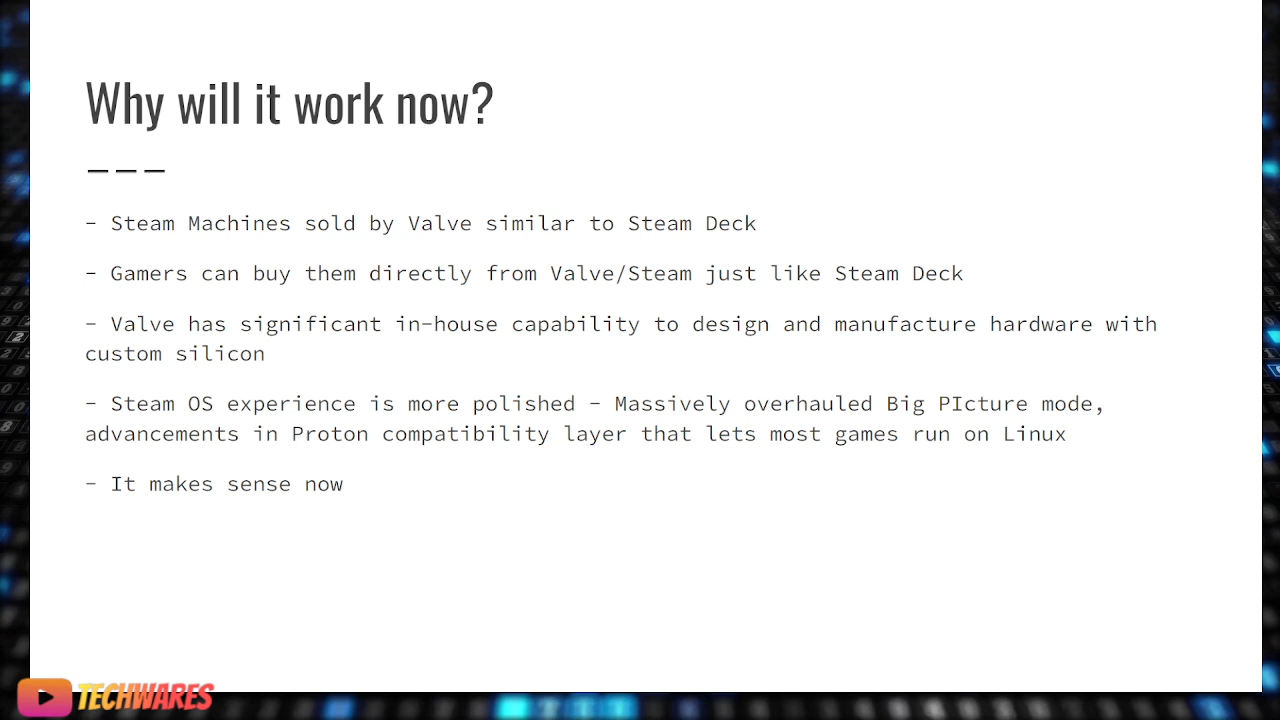 Why will it work now?
- Steam Machines sold by Valve similar to Steam Deck
- Gamers can buy them directly from Valve/Steam just like Steam Deck
- Valve has significant in-house capability to design and manufacture hardware with
custom silicon
- Steam OS experience is more polished - Massively overhauled Big PIcture mode,
advancements in Proton compatibility layer that lets most games run on Linux
- It makes sense now
TECHWARES